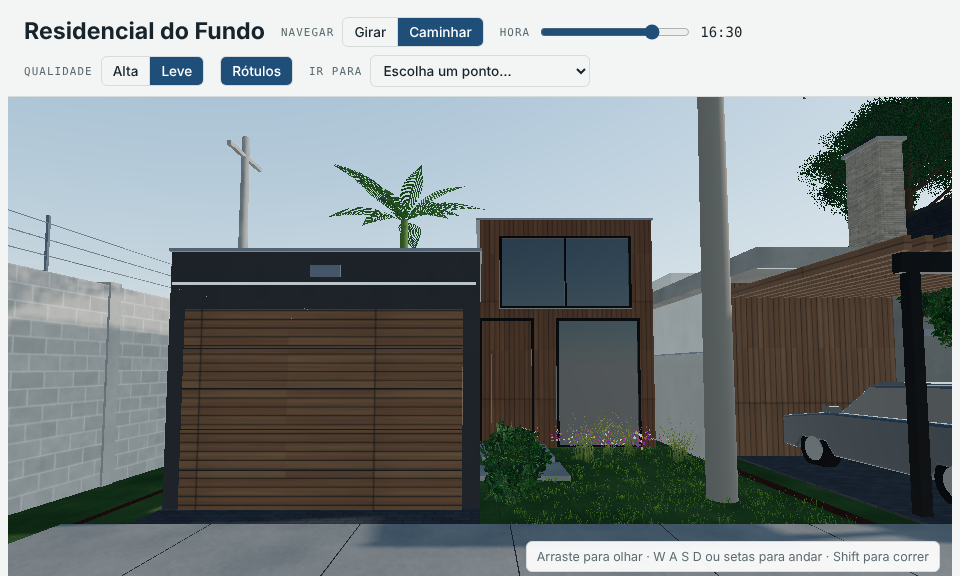 Residencial do Fundo
NAVEGAR Girar Caminhar HORA 16:30
QUALIDADE Alta Leve Rótulos IR PARA Escolha um ponto...
Arraste para olhar · W A S D ou setas para andar · Shift para correr